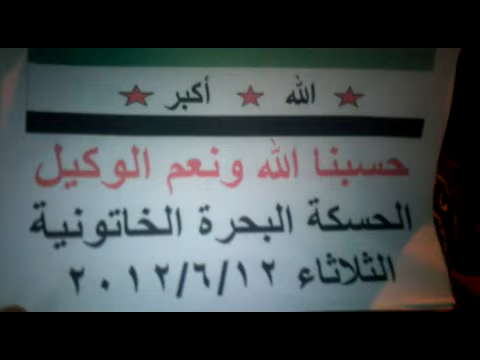 الله أكبر
حسبنا الله ونعم الوكيل
الحسكة البحرة الخاتونية
الثلاثاء ٢٠١٢/٦/١٢